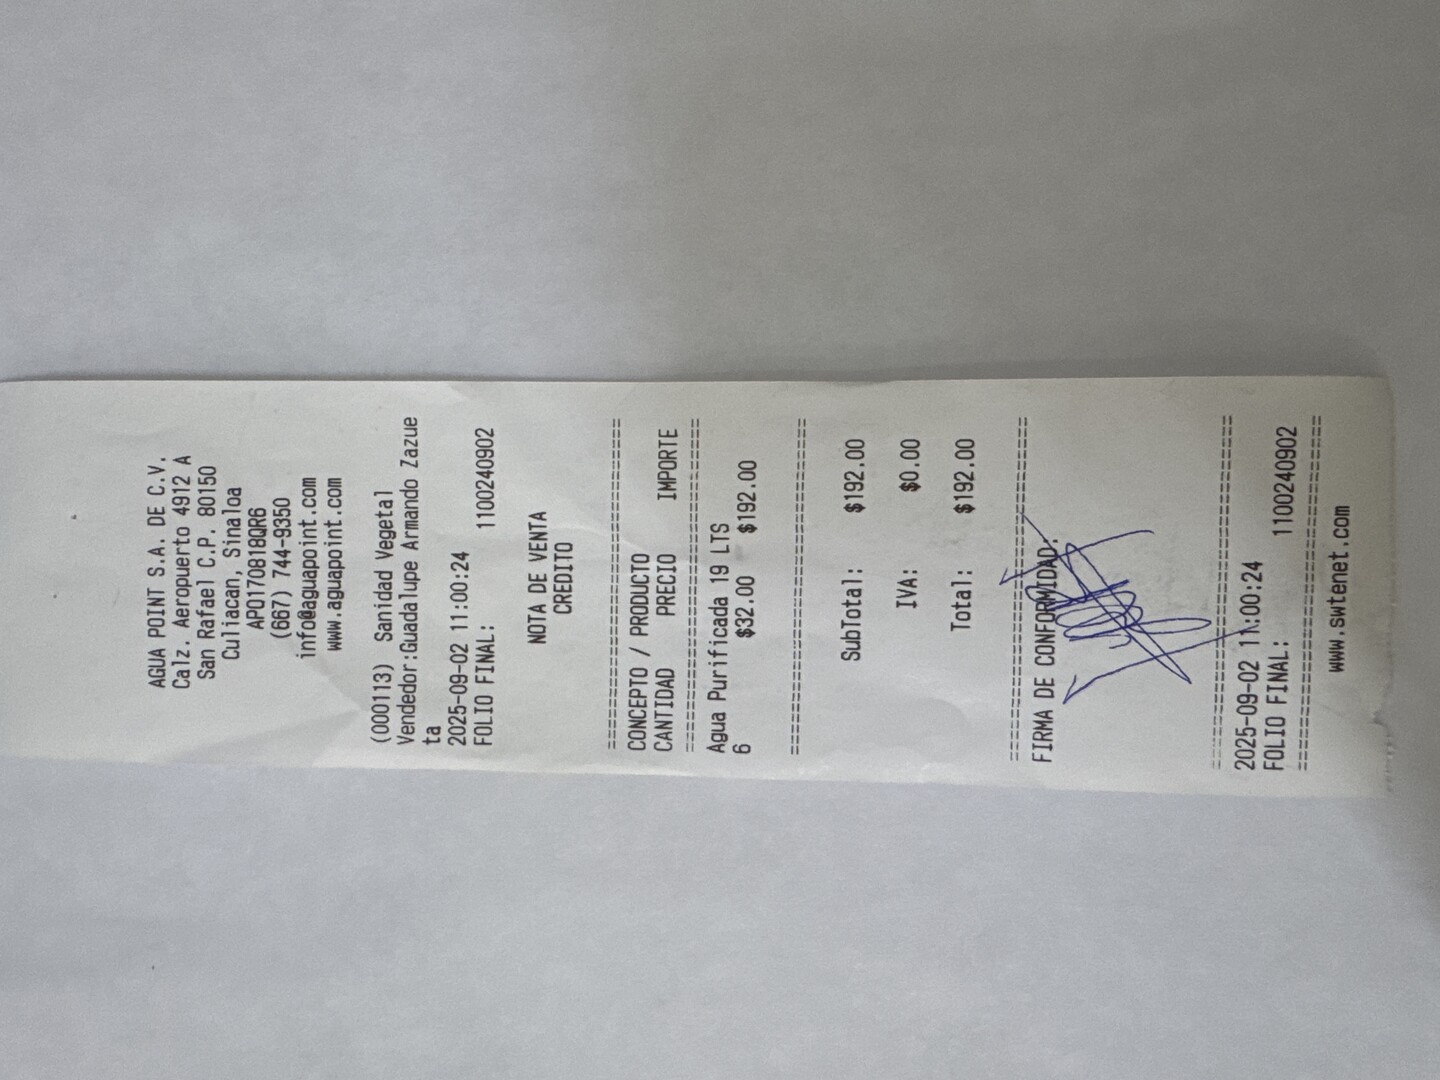 AGUA POINT S.A. DE C.V.
Calz. Aeropuerto 4912 A
San Rafael C.P. 80150
Culiacan, Sinaloa
APO170818QR6
(667) 744-9350
info@aguapoint.com
www.aguapoint.com
(000113) Sanidad Vegetal
Vendedor:Guadalupe Armando Zazue
ta
2025-09-02 11:00:24
FOLIO FINAL: 1100240902
NOTA DE VENTA
CREDITO
================================
CONCEPTO / PRODUCTO
CANTIDAD PRECIO IMPORTE
================================
Agua Purificada 19 LTS
6 $32.00 $192.00
================================
SubTotal: $192.00
IVA: $0.00
Total: $192.00
================================
FIRMA DE CONFORMIDAD:
================================
2025-09-02 11:00:24
FOLIO FINAL: 1100240902
================================
www.swtenet.com